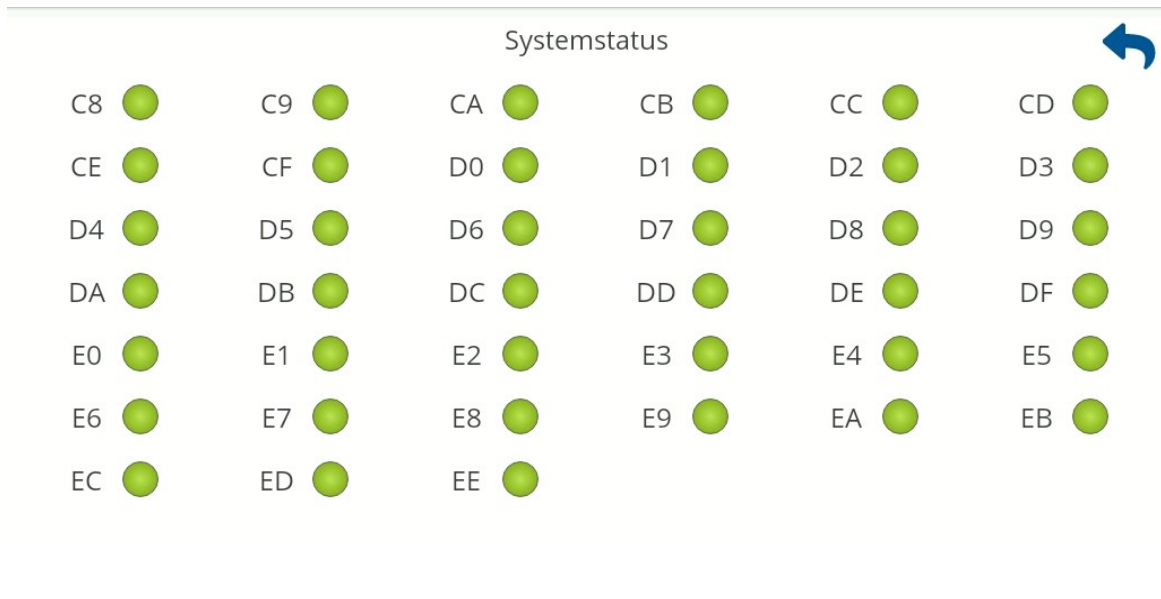 Systemstatus
C8 C9 CA CB CC CD
CE CF D0 D1 D2 D3
D4 D5 D6 D7 D8 D9
DA DB DC DD DE DF
E0 E1 E2 E3 E4 E5
E6 E7 E8 E9 EA EB
EC ED EE